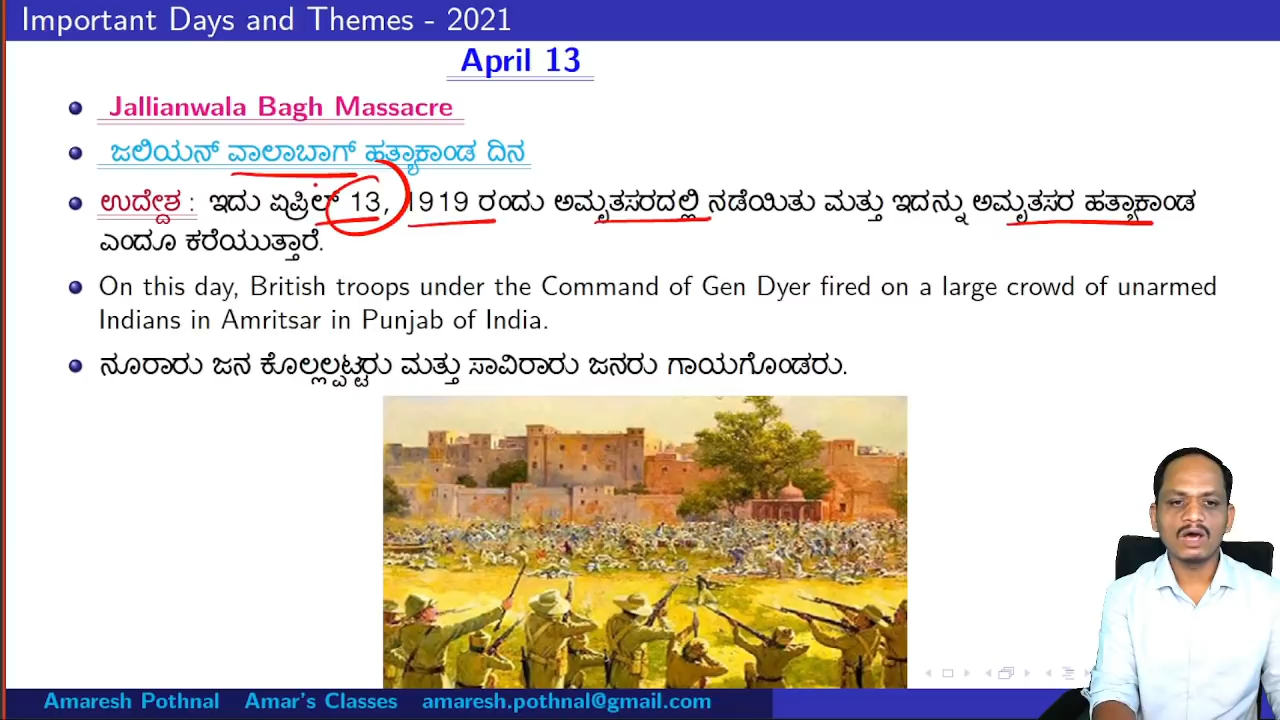 Important Days and Themes - 2021
April 13
Jallianwala Bagh Massacre
ಜಲಿಯನ್ ವಾಲಾಬಾಗ್ ಹತ್ಯಾಕಾಂಡ ದಿನ
ಉದೇಶ : ಇದು ಏಪ್ರಿಲ್ 13, 1919 ರಂದು ಅಮೃತಸರದಲ್ಲಿ ನಡೆಯಿತು ಮತ್ತು ಇದನ್ನು ಅಮೃತಸರ ಹತ್ಯಾಕಾಂಡ
ಎಂದೂ ಕರೆಯುತ್ತಾರೆ.
On this day, British troops under the Command of Gen Dyer fired on a large crowd of unarmed
Indians in Amritsar in Punjab of India.
ನೂರಾರು ಜನ ಕೊಲ್ಲಲ್ಪಟ್ಟರು ಮತ್ತು ಸಾವಿರಾರು ಜನರು ಗಾಯಗೊಂಡರು.
Amaresh Pothnal Amar's Classes amaresh.pothnal@gmail.com